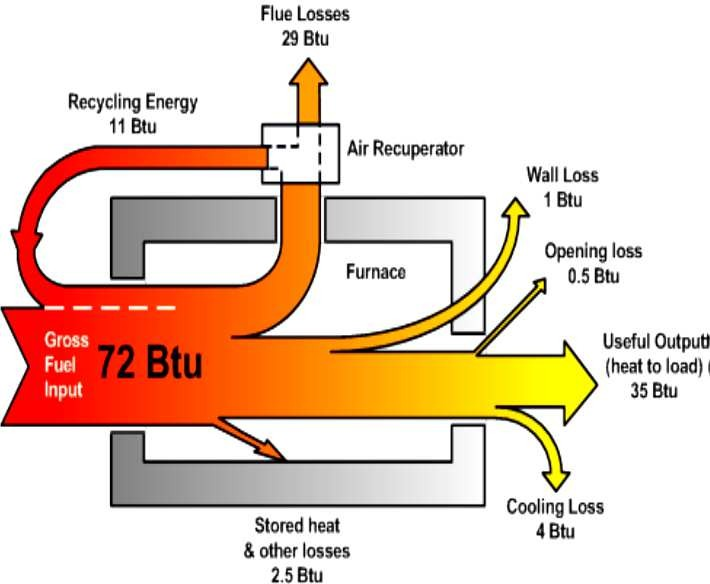 Flue Losses
29 Btu
Recycling Energy
11 Btu
Air Recuperator
Wall Loss
1 Btu
Opening loss
0.5 Btu
Furnace
Gross
Fuel
Input
72 Btu
Useful Output
(heat to load) (
35 Btu
Cooling Loss
4 Btu
Stored heat
& other losses
2.5 Btu